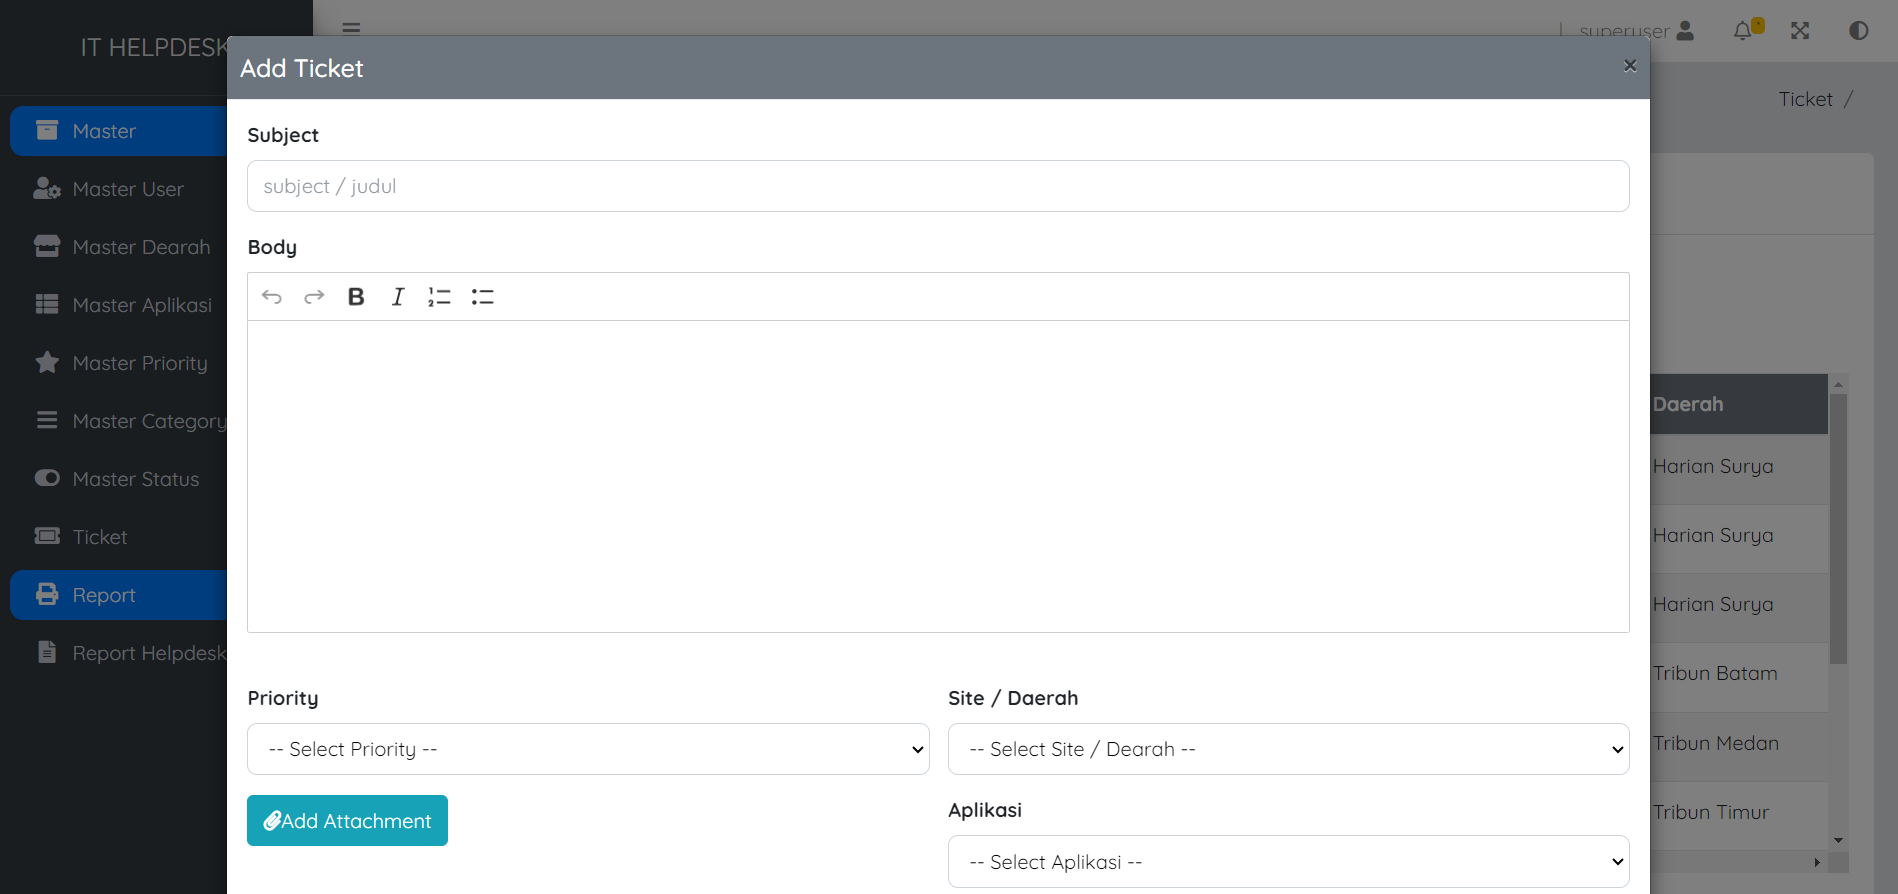 IT HELPDESK
superuser
Add Ticket
×
Ticket /
Master
Master User
Master Dearah
Master Aplikasi
Master Priority
Master Category
Master Status
Ticket
Report
Report Helpdesk
Subject
subject / judul
Body
B I
Priority
-- Select Priority --
Site / Daerah
-- Select Site / Dearah --
Add Attachment
Aplikasi
-- Select Aplikasi --
Daerah
Harian Surya
Harian Surya
Harian Surya
Tribun Batam
Tribun Medan
Tribun Timur